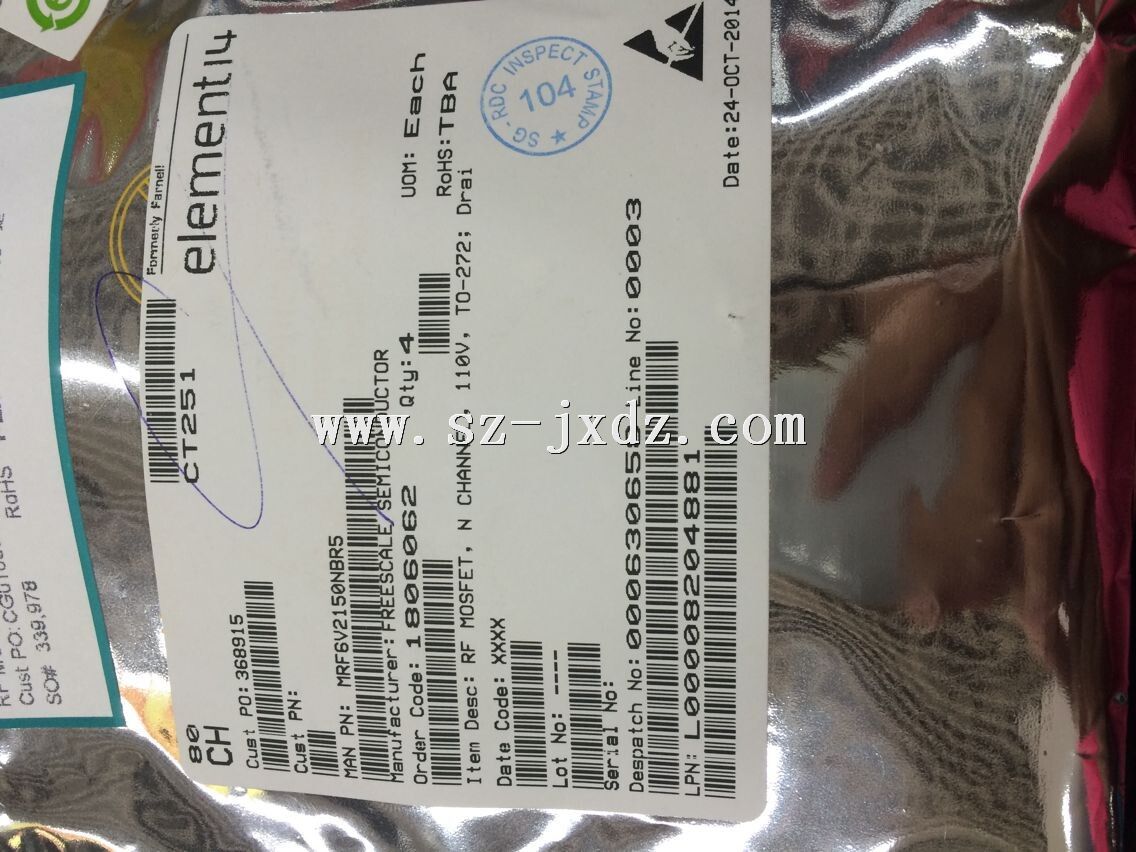 Formerly Farnell
element14
80
CH
CT251
Cust PO:368915
Cust PN:
MAN PN: MRF6V2150NBR5
Manufacturer:FREESCALE SEMICONDUCTOR
Order Code:1806062 Qty:4 UOM: Each
RoHS:TBA
Item Desc: RF MOSFET, N CHANNEL, 110V, TO-272; Drai
Date Code: XXXX
Lot No: ----
Serial No:
Despatch No: Line No:0003
LPN: L00008204881
Date:24-OCT-2014
SG-RDC INSPECT STAMP
104
www.sz-jxdz.com
RoHS
Cust PO:
SO# 339,978